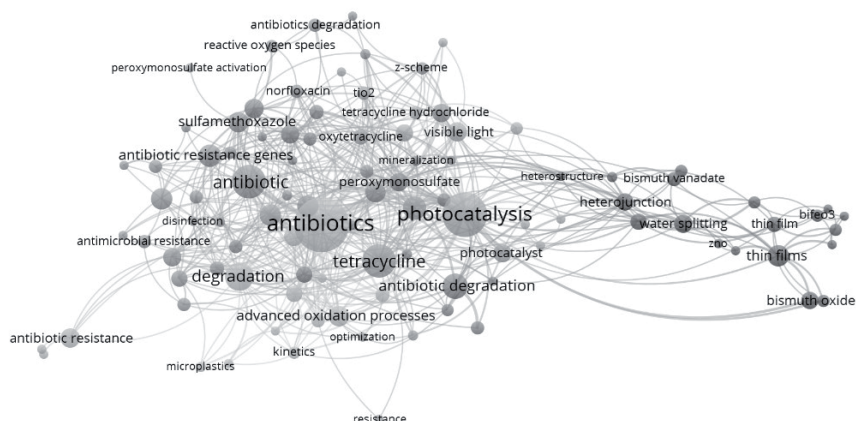 antibiotics degradation
reactive oxygen species
peroxymonosulfate activation
z-scheme
norfloxacin
tio2
tetracycline hydrochloride
sulfamethoxazole
oxytetracycline
visible light
antibiotic resistance genes
mineralization
antibiotic
peroxymonosulfate
heterostructure
bismuth vanadate
heterojunction
antibiotics
photocatalysis
disinfection
water splitting
thin film
bifeo3
antimicrobial resistance
zno
photocatalyst
thin films
tetracycline
degradation
antibiotic degradation
bismuth oxide
advanced oxidation processes
antibiotic resistance
optimization
kinetics
microplastics
resistance